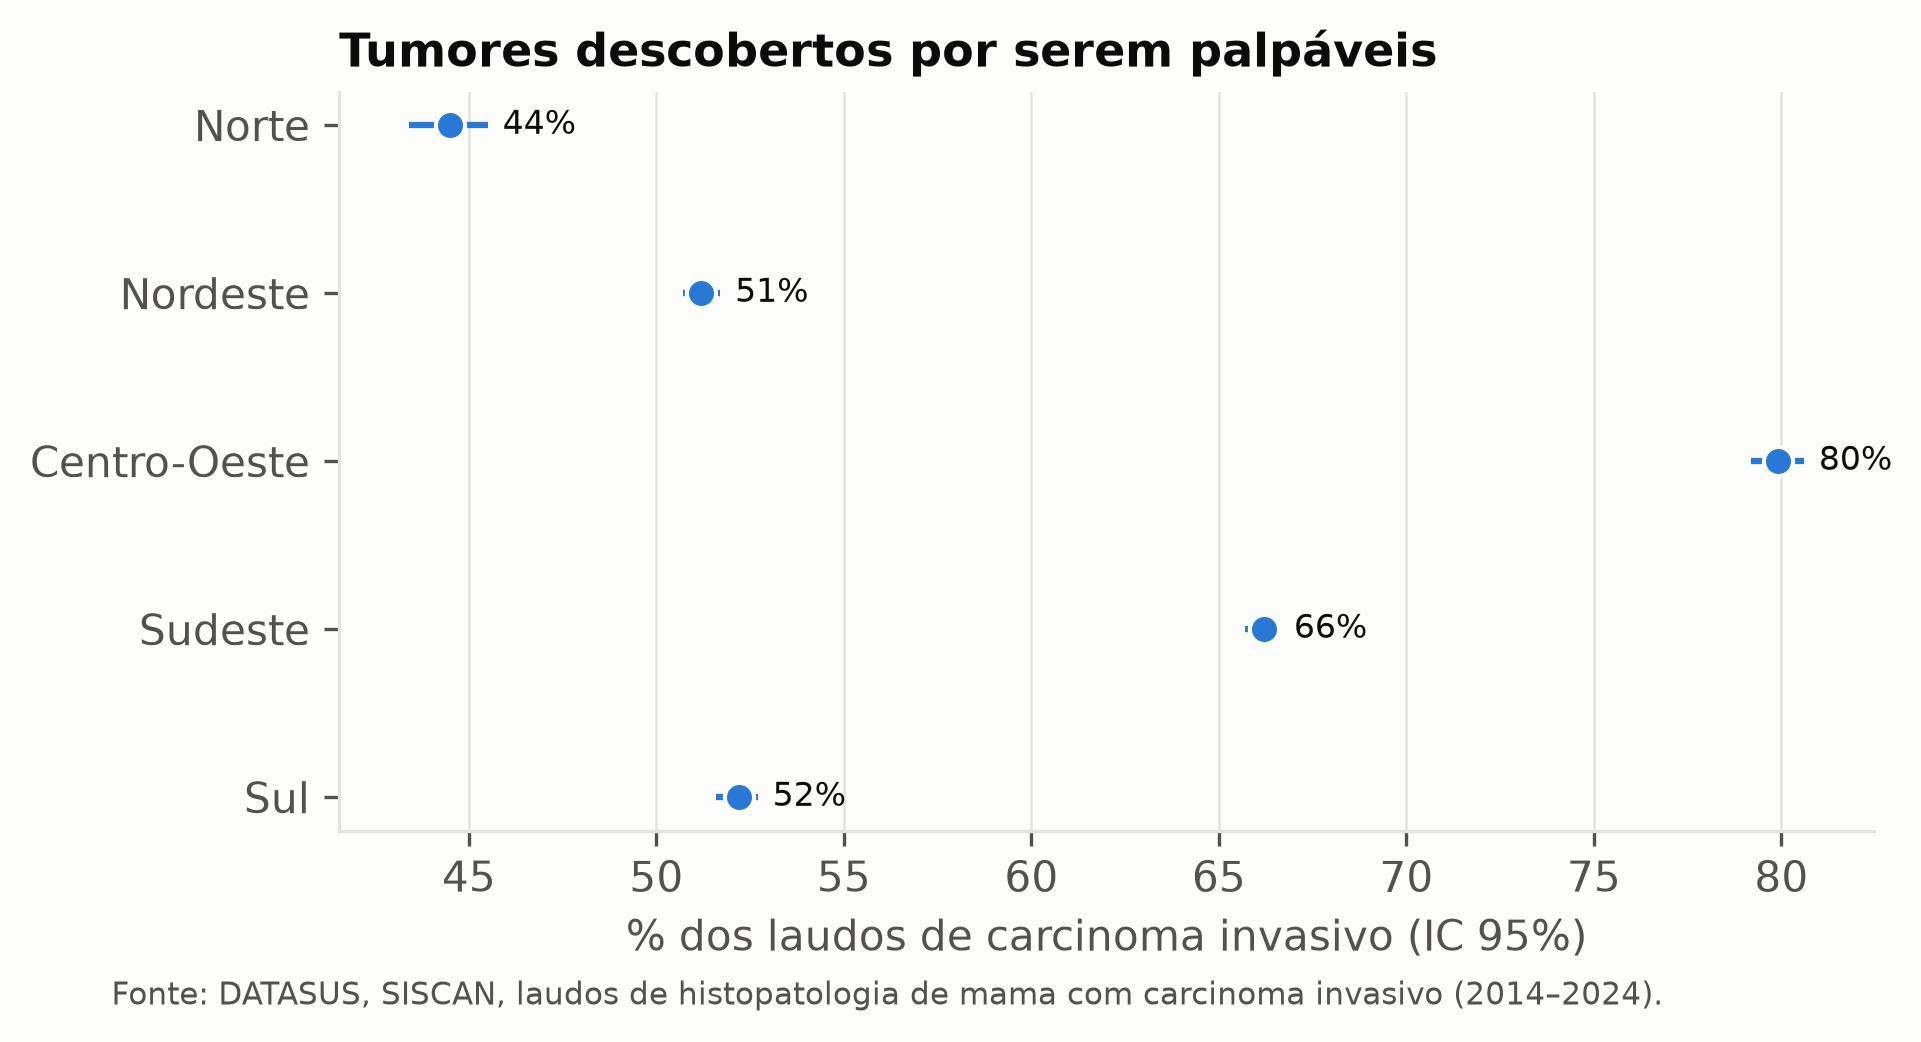 Tumores descobertos por serem palpáveis
Norte
44%
Nordeste
51%
Centro-Oeste
80%
Sudeste
66%
Sul
52%
45 50 55 60 65 70 75 80
% dos laudos de carcinoma invasivo (IC 95%)
Fonte: DATASUS, SISCAN, laudos de histopatologia de mama com carcinoma invasivo (2014–2024).